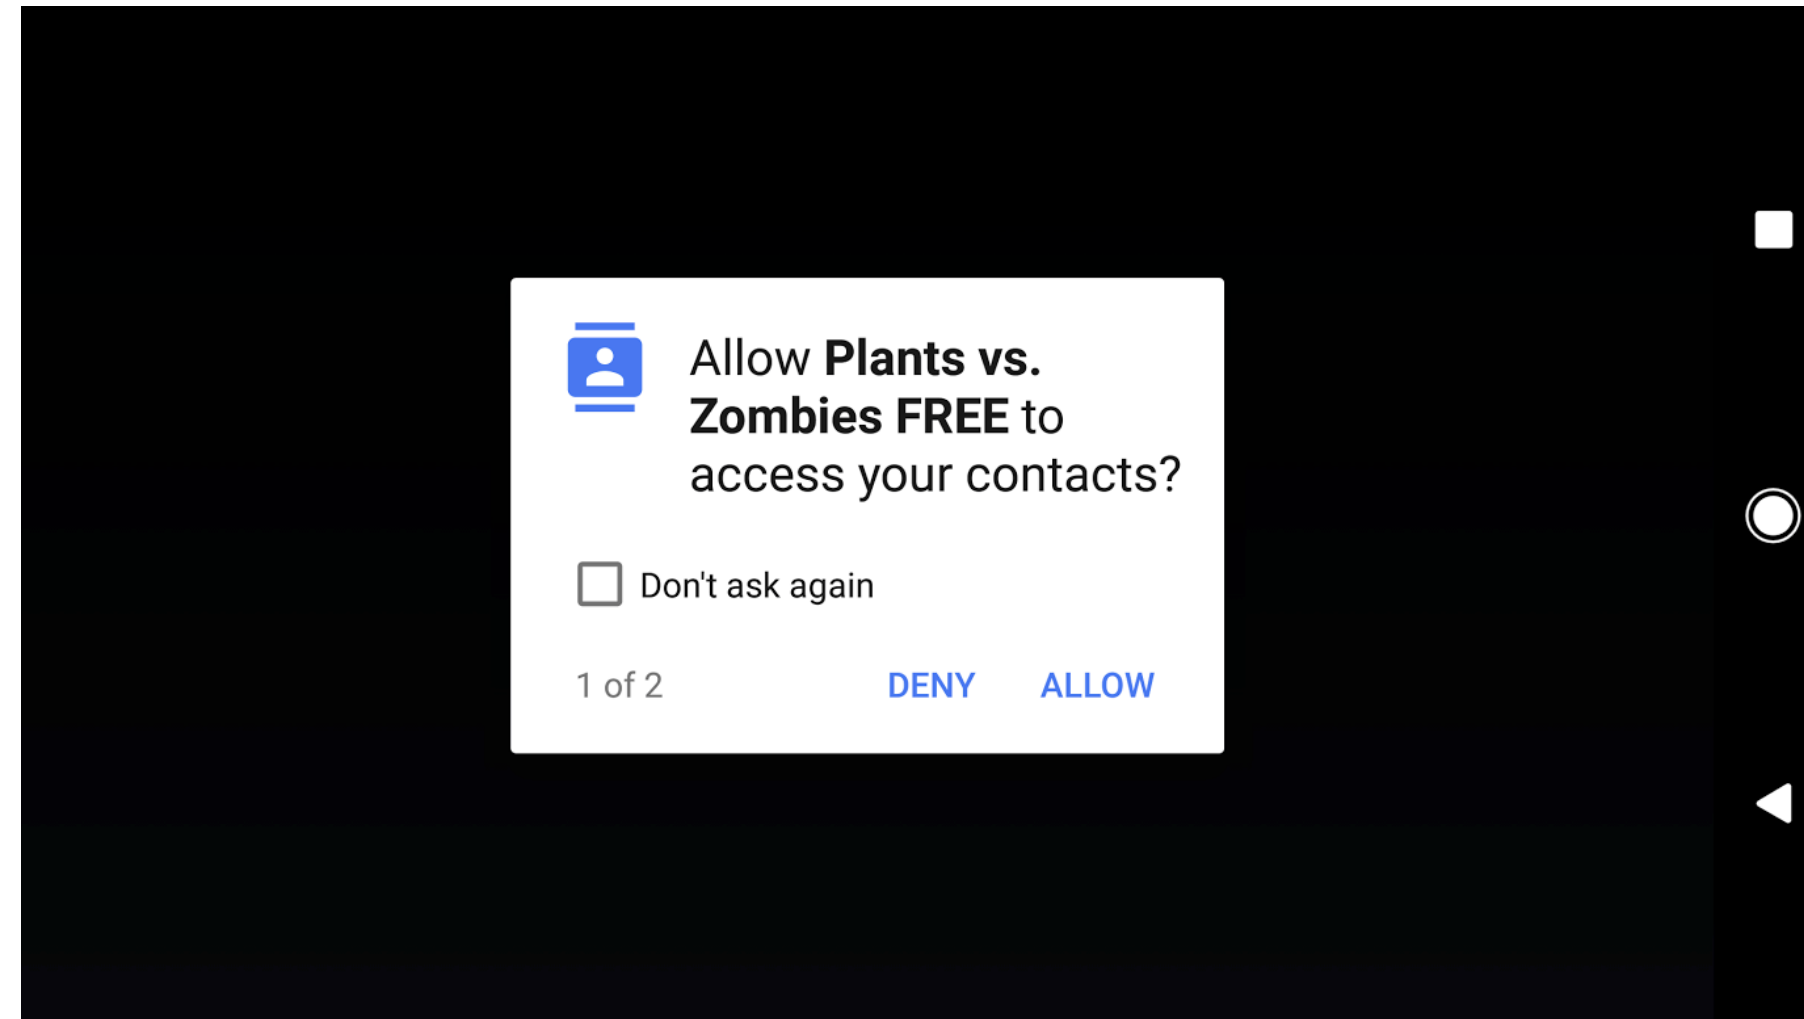 Allow Plants vs.
Zombies FREE to
access your contacts?
Don't ask again
1 of 2 DENY ALLOW